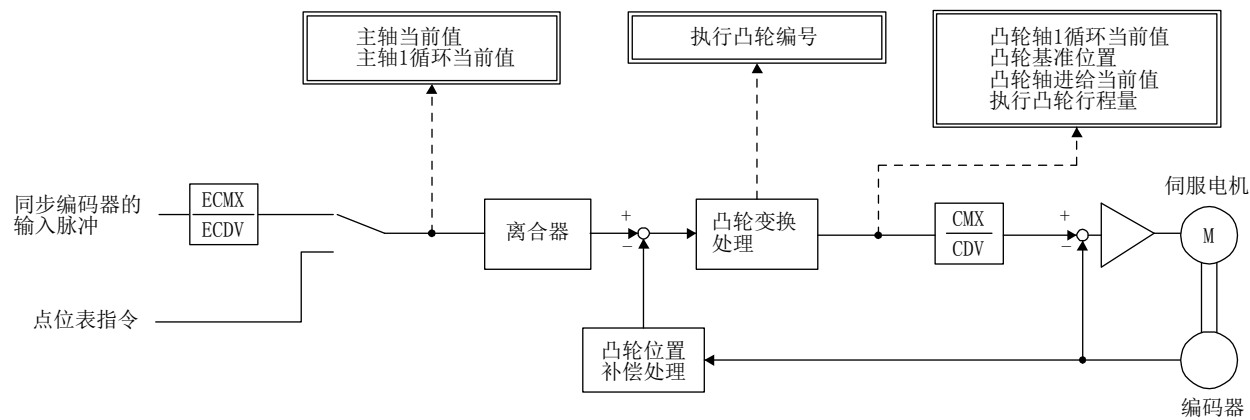 主轴当前值
主轴1循环当前值
执行凸轮编号
凸轮轴1循环当前值
凸轮基准位置
凸轮轴进给当前值
执行凸轮行程量
同步编码器的
输入脉冲
ECMX
ECDV
离合器
+
−
凸轮变换
处理
CMX
CDV
+
−
伺服电机
M
点位表指令
凸轮位置
补偿处理
编码器